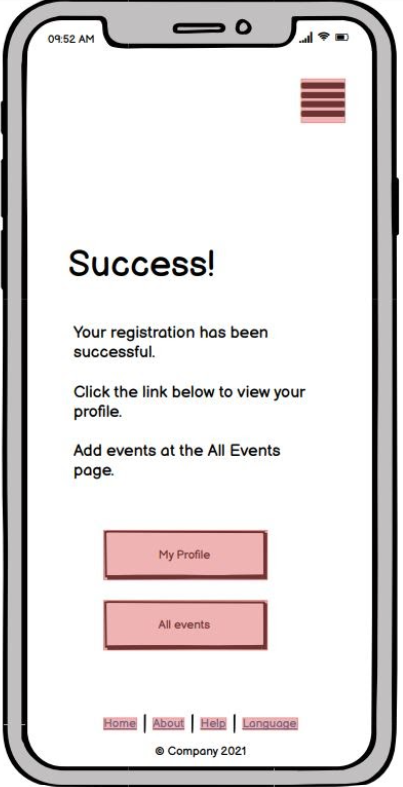 09:52 AM
Success!
Your registration has been
successful.
Click the link below to view your
profile.
Add events at the All Events
page.
My Profile
All events
Home | About | Help | Language
© Company 2021